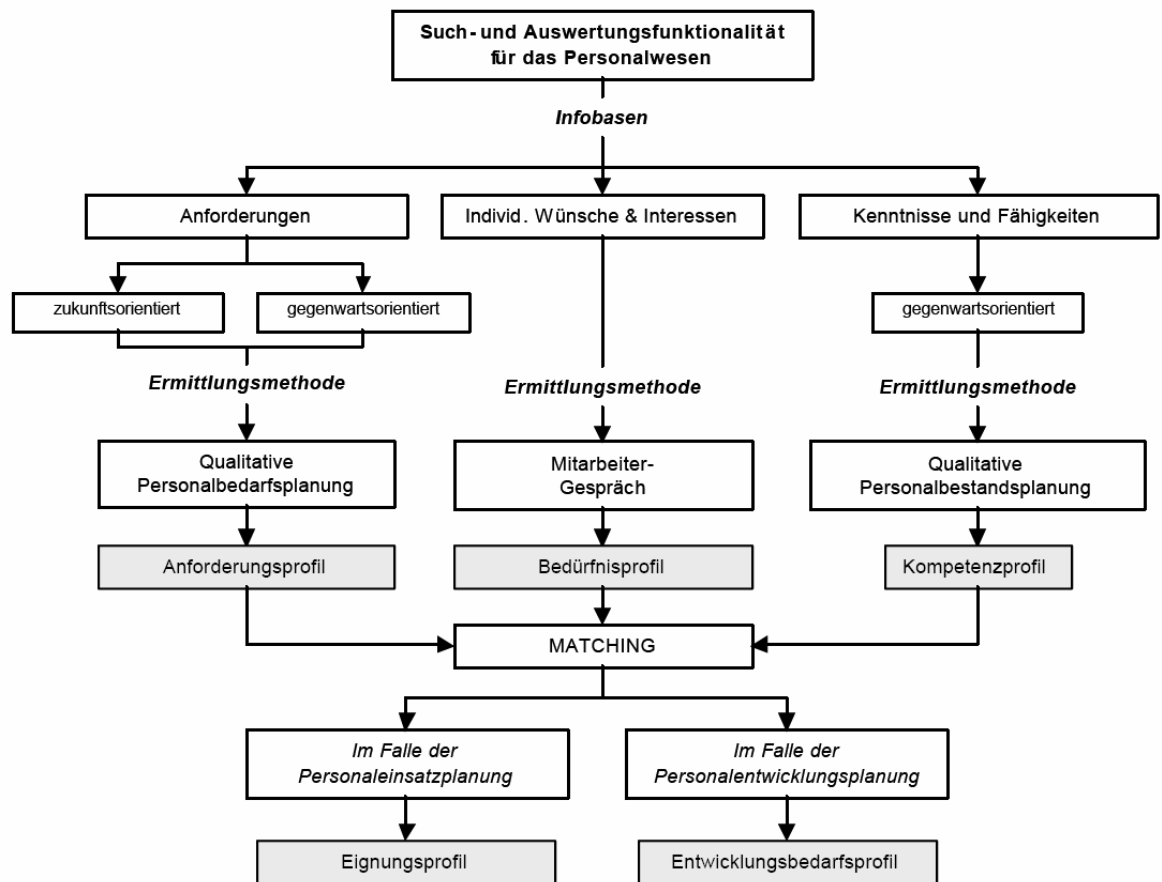 Such- und Auswertungsfunktionalität
für das Personalwesen
Infobasen
Anforderungen
Individ. Wünsche & Interessen
Kenntnisse und Fähigkeiten
zukunftsorientiert
gegenwartsorientiert
gegenwartsorientiert
Ermittlungsmethode
Ermittlungsmethode
Ermittlungsmethode
Qualitative
Personalbedarfsplanung
Mitarbeiter-
Gespräch
Qualitative
Personalbestandsplanung
Anforderungsprofil
Bedürfnisprofil
Kompetenzprofil
MATCHING
Im Falle der
Personaleinsatzplanung
Im Falle der
Personalentwicklungsplanung
Eignungsprofil
Entwicklungsbedarfsprofil